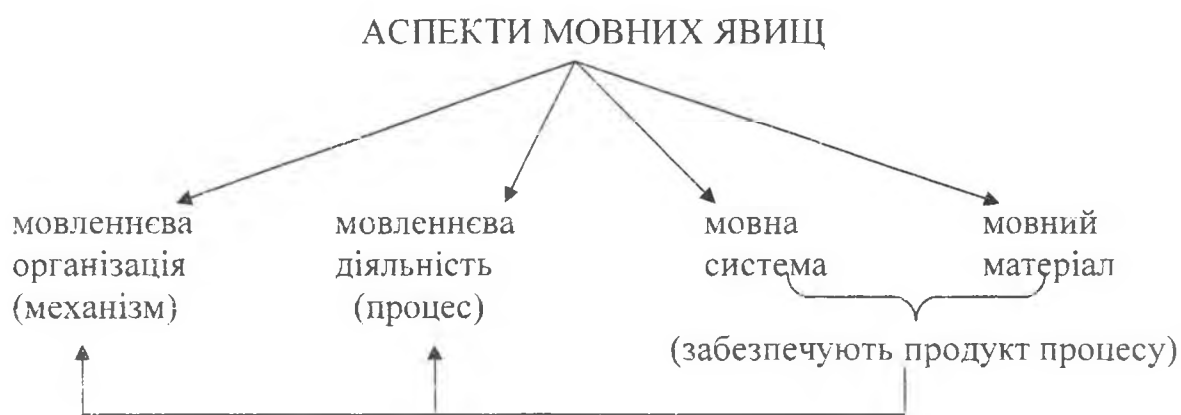 АСПЕКТИ МОВНИХ ЯВИЩ
мовленнєва
організація
(механізм)
мовленнєва
діяльність
(процес)
мовна
система
мовний
матеріал
(забезпечують продукт процесу)